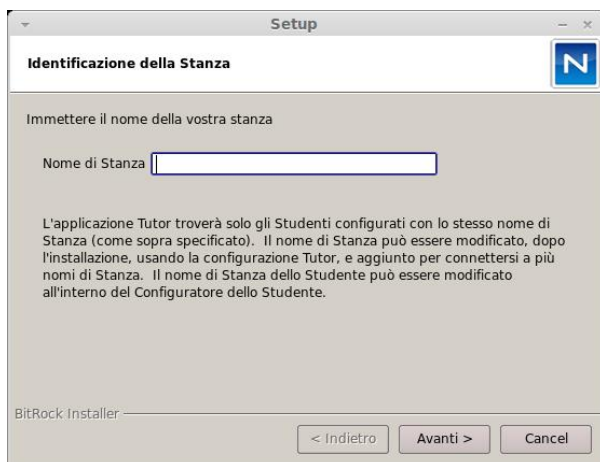 Setup
Identificazione della Stanza
N
Immettere il nome della vostra stanza
Nome di Stanza
L'applicazione Tutor troverà solo gli Studenti configurati con lo stesso nome di
Stanza (come sopra specificato).  Il nome di Stanza può essere modificato, dopo
l'installazione, usando la configurazione Tutor, e aggiunto per connettersi a più
nomi di Stanza.  Il nome di Stanza dello Studente può essere modificato
all'interno del Configuratore dello Studente.
BitRock Installer
< Indietro
Avanti >
Cancel